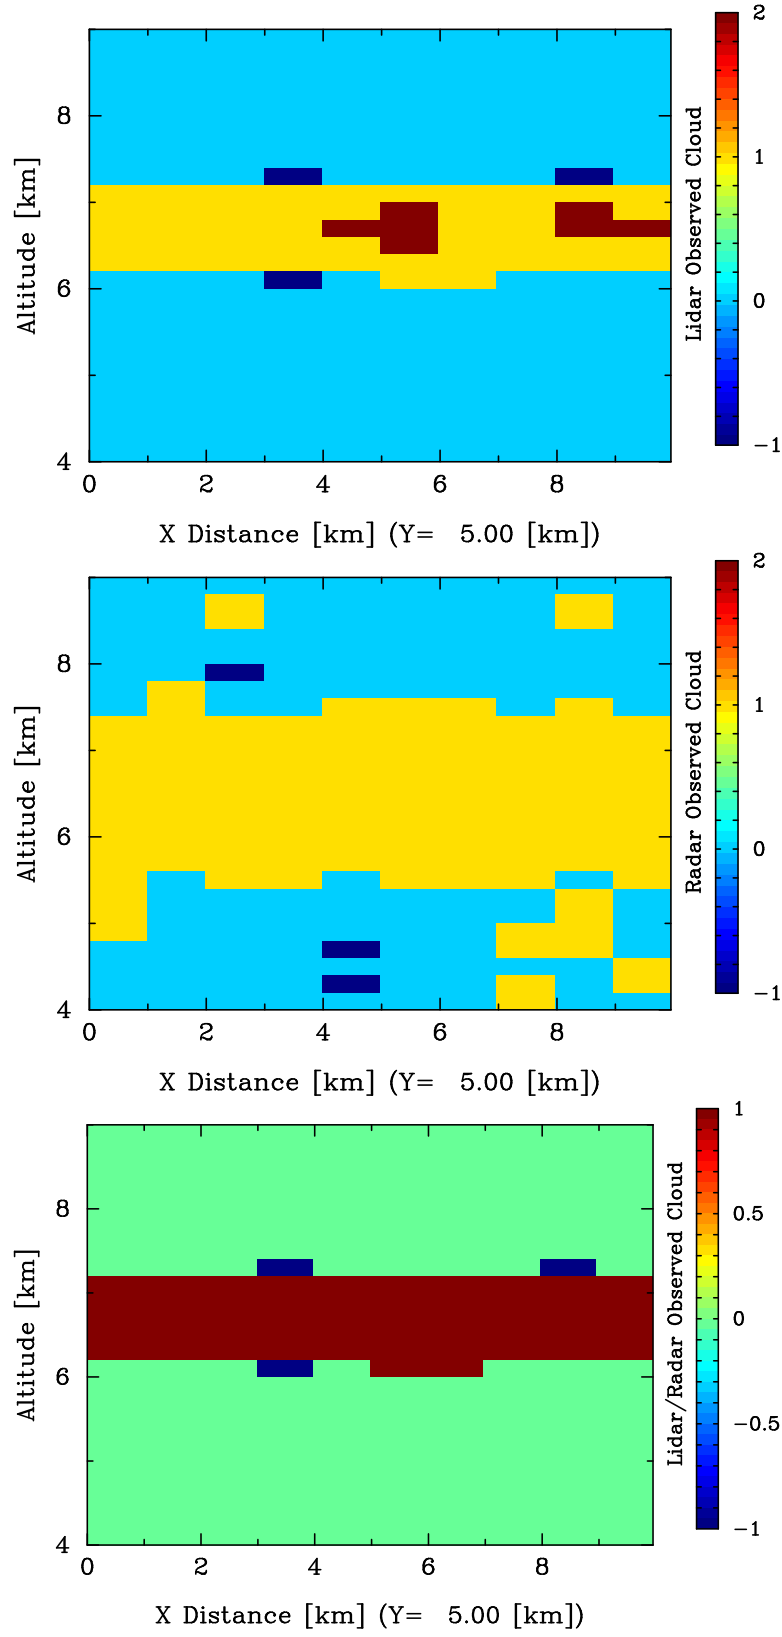 2
8
1
Altitude [km]
Lidar Observed Cloud
0
6
4
-1
0 2 4 6 8
X Distance [km] (Y= 5.00 [km])
2
8
1
Altitude [km]
Radar Observed Cloud
0
6
4
-1
0 2 4 6 8
X Distance [km] (Y= 5.00 [km])
1
8
0.5
Altitude [km]
Lidar/Radar Observed Cloud
0
6
-0.5
4
-1
0 2 4 6 8
X Distance [km] (Y= 5.00 [km])